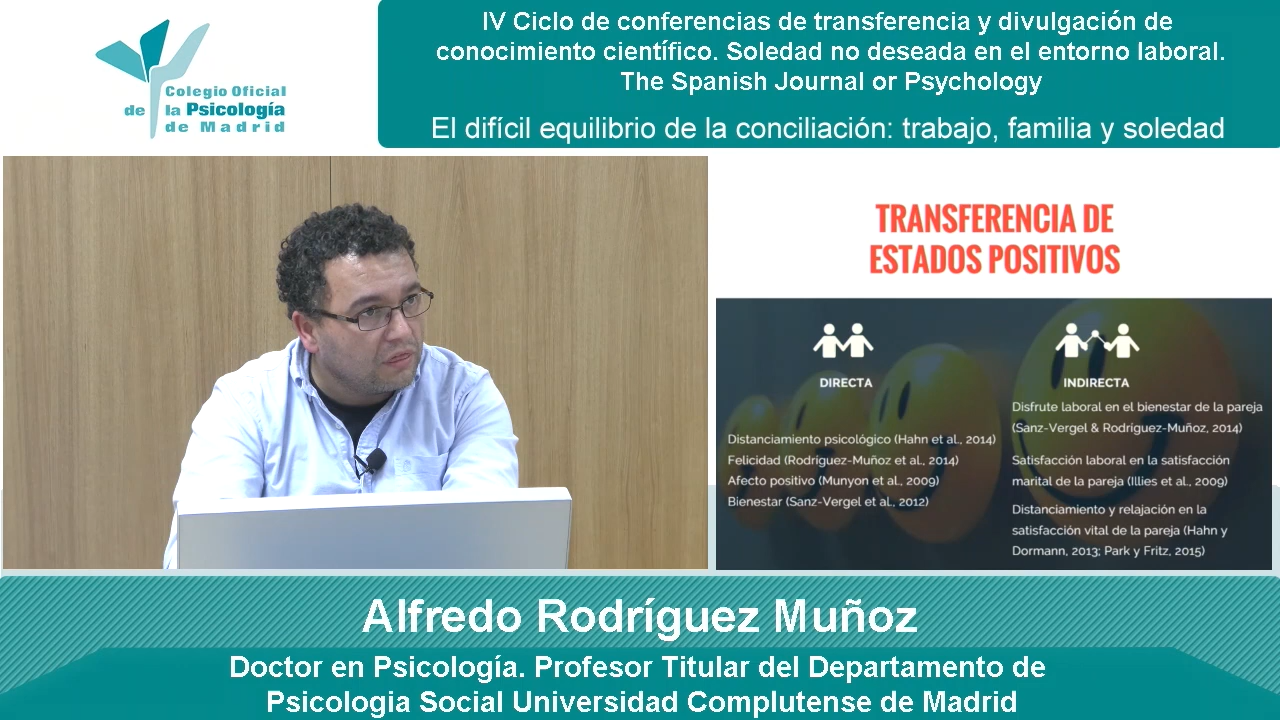 Colegio Oficial
de la Psicología
de Madrid
IV Ciclo de conferencias de transferencia y divulgación de
conocimiento científico. Soledad no deseada en el entorno laboral.
The Spanish Journal or Psychology
El difícil equilibrio de la conciliación: trabajo, familia y soledad
TRANSFERENCIA DE
ESTADOS POSITIVOS
DIRECTA
Distanciamiento psicológico (Hahn et al., 2014)
Felicidad (Rodríguez-Muñoz et al., 2014)
Afecto positivo (Munyon et al., 2009)
Bienestar (Sanz-Vergel et al., 2012)
INDIRECTA
Disfrute laboral en el bienestar de la pareja
(Sanz-Vergel & Rodríguez-Muñoz, 2014)
Satisfacción laboral en la satisfacción
marital de la pareja (Illies et al., 2009)
Distanciamiento y relajación en la
satisfacción vital de la pareja (Hahn y
Dormann, 2013; Park y Fritz, 2015)
Alfredo Rodríguez Muñoz
Doctor en Psicología. Profesor Titular del Departamento de
Psicologia Social Universidad Complutense de Madrid